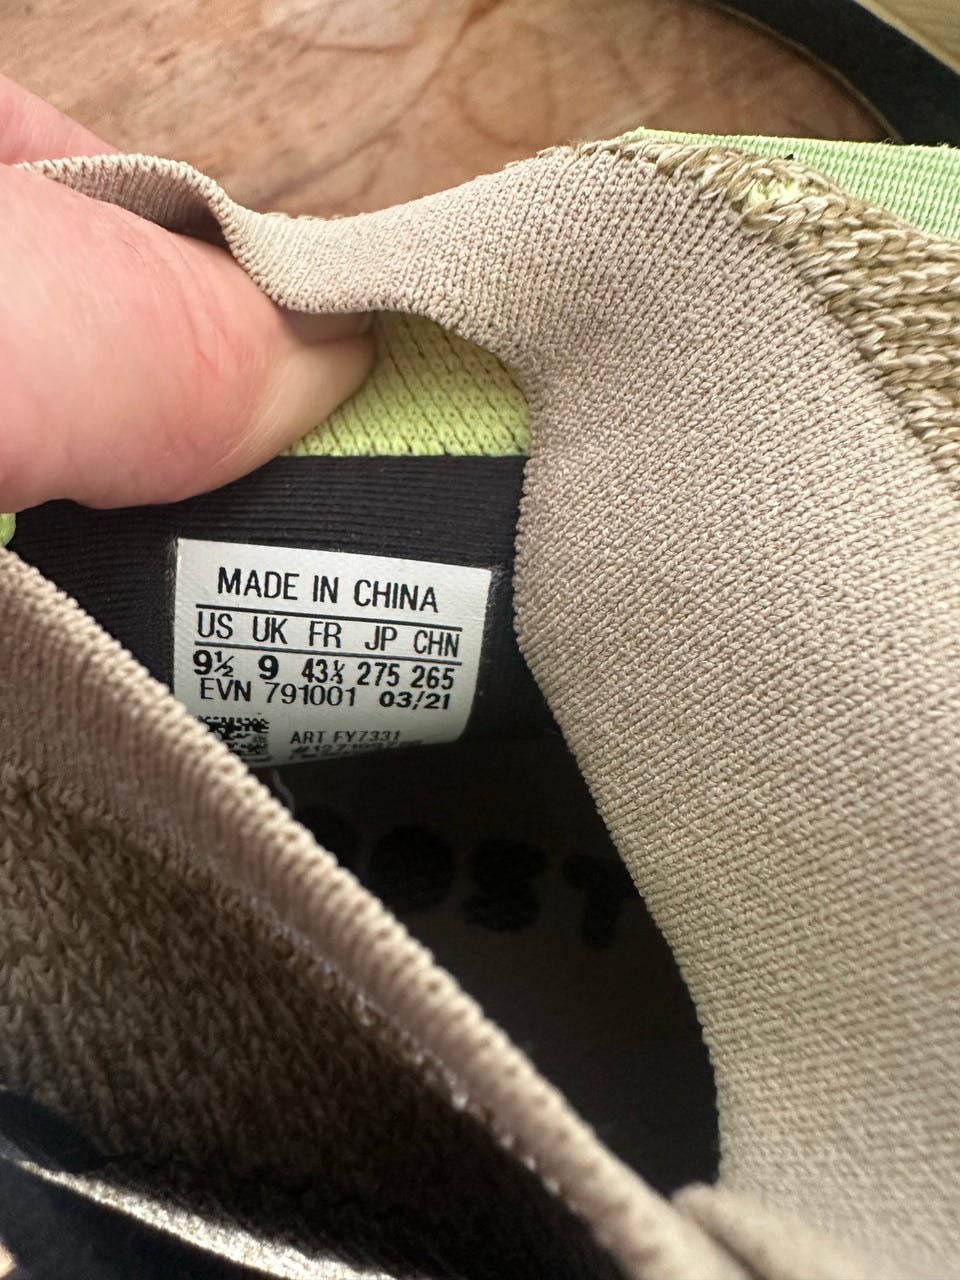 MADE IN CHINA
US UK FR JP CHN
9½ 9 43⅓ 275 265
EVN 791001 03/21
ART FY7331
OST